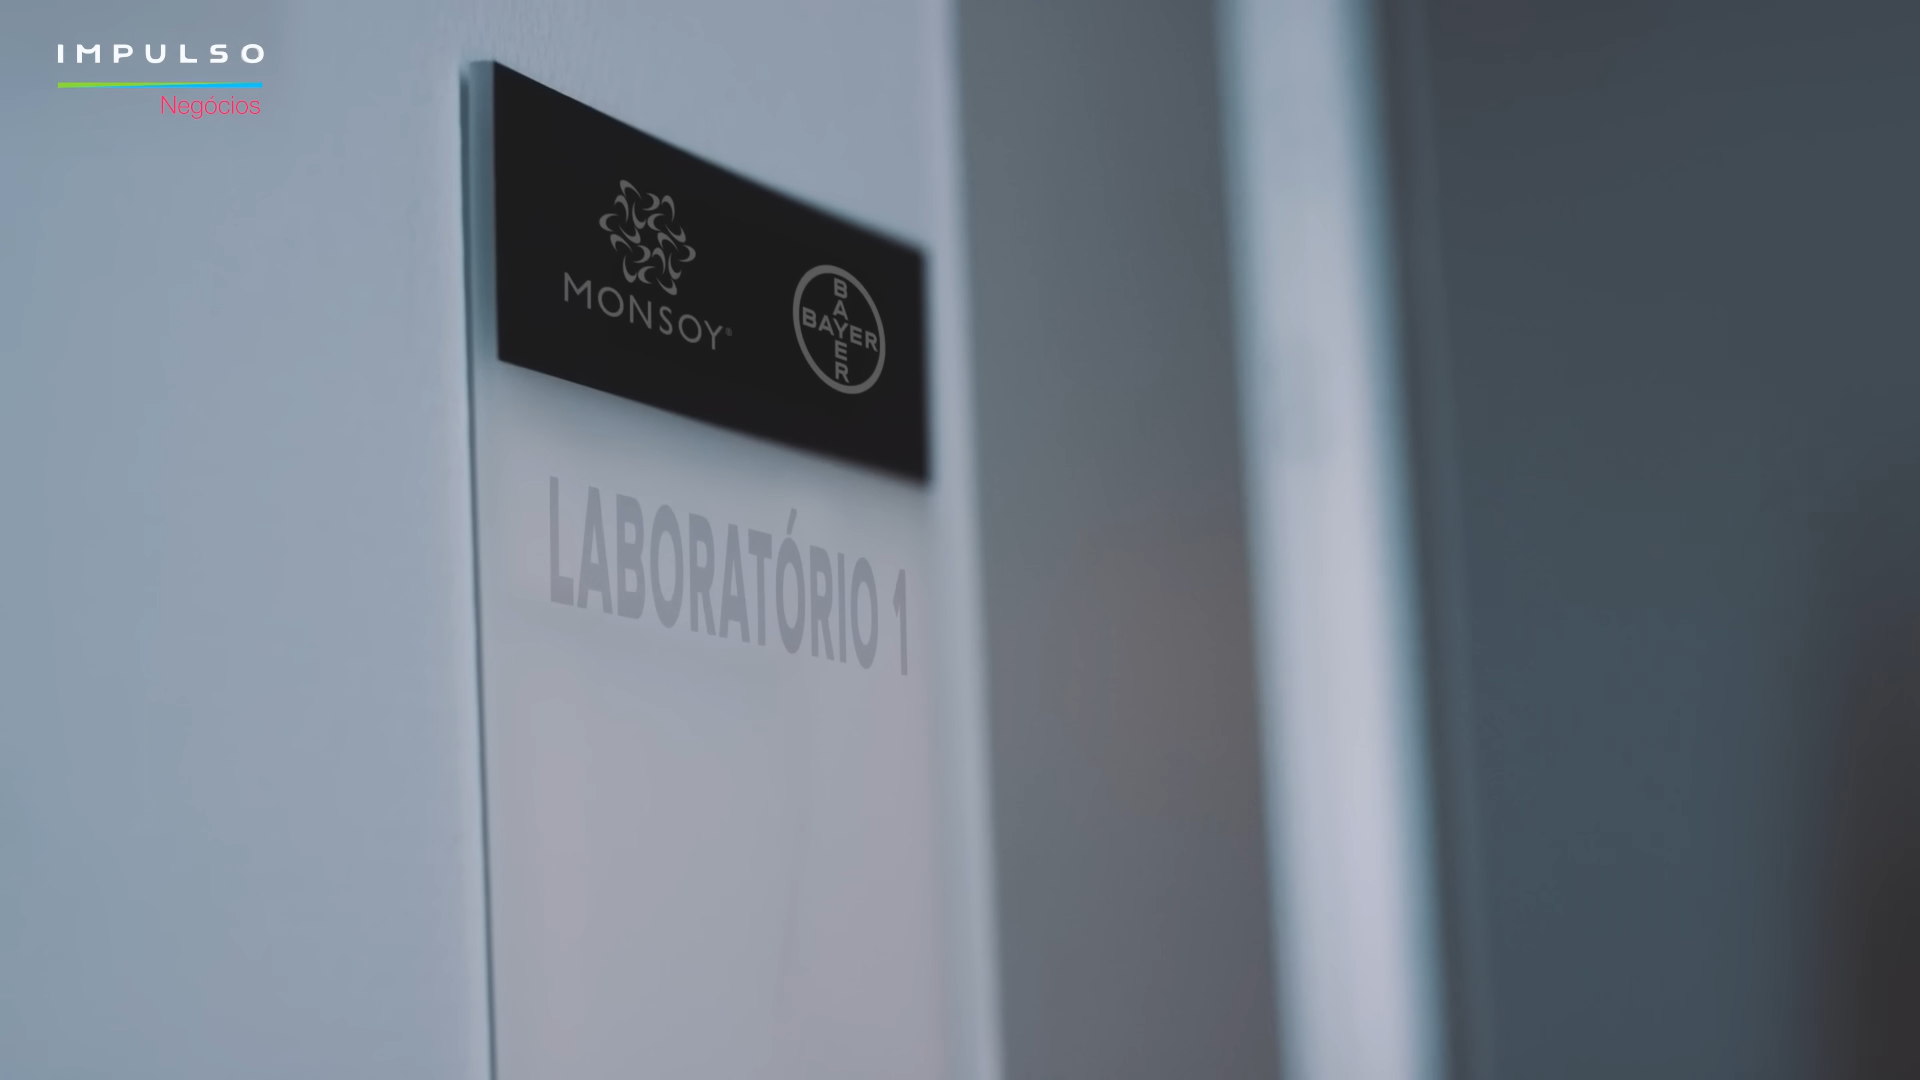 IMPULSO
Negócios
MONSOY®
BAYER
BAYER
LABORATÓRIO 1